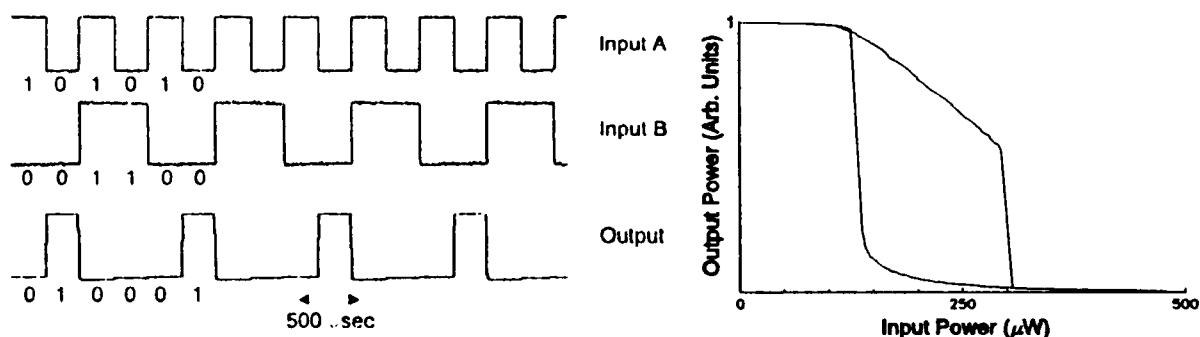 Input A
1 0 1 0 1 0
Input B
0 0 1 1 0 0
Output
0 1 0 0 0 1
500 sec
1
Output Power (Arb. Units)
0 250 500
Input Power (μW)